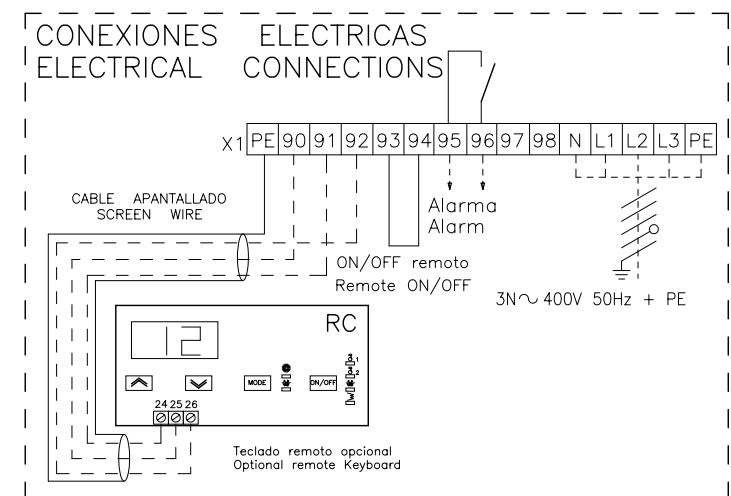 CONEXIONES ELECTRICAS
ELECTRICAL CONNECTIONS
X1 PE 90 91 92 93 94 95 96 97 98 N L1 L2 L3 PE
CABLE APANTALLADO
SCREEN WIRE
Alarma
Alarm
ON/OFF remoto
Remote ON/OFF
3N~ 400V 50Hz + PE
RC
12
MODE
ON/OFF
1
2
24 25 26
Teclado remoto opcional
Optional remote Keyboard